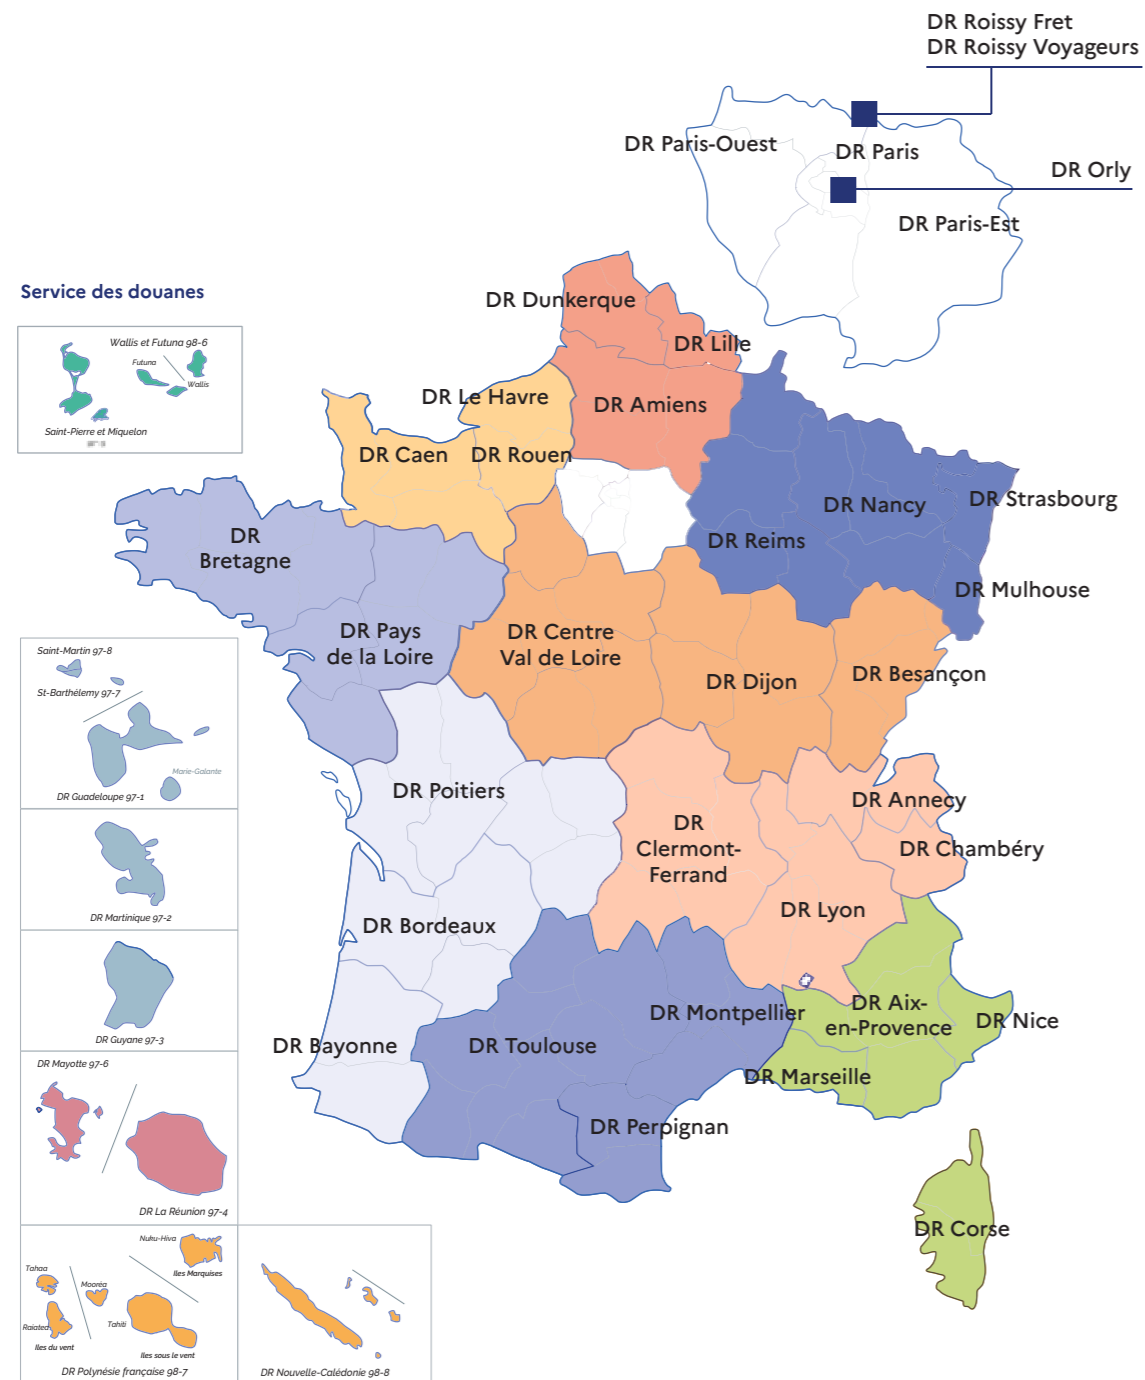 DR Roissy Fret
DR Roissy Voyageurs
DR Paris-Ouest
DR Paris
DR Orly
DR Paris-Est
Service des douanes
Wallis et Futuna 98-6
Futuna
Wallis
Saint-Pierre et Miquelon
DR Dunkerque
DR Lille
DR Le Havre
DR Amiens
DR Caen
DR Rouen
DR Nancy
DR Strasbourg
DR
Bretagne
DR Reims
DR Mulhouse
DR Pays
de la Loire
DR Centre
Val de Loire
DR Dijon
DR Besançon
Saint-Martin 97-8
St-Barthélemy 97-7
Marie-Galante
DR Guadeloupe 97-1
DR Poitiers
DR
Clermont-
Ferrand
DR Annecy
DR Chambéry
DR Martinique 97-2
DR Bordeaux
DR Lyon
DR Guyane 97-3
DR Bayonne
DR Toulouse
DR Montpellier
DR Aix-
en-Provence
DR Nice
DR Marseille
DR Perpignan
DR Mayotte 97-6
DR La Réunion 97-4
DR Corse
Nuku-Hiva
Iles Marquises
Tahaa
Mooréa
Raiatea
Tahiti
Iles du vent
Iles sous le vent
DR Polynésie française 98-7
DR Nouvelle-Calédonie 98-8